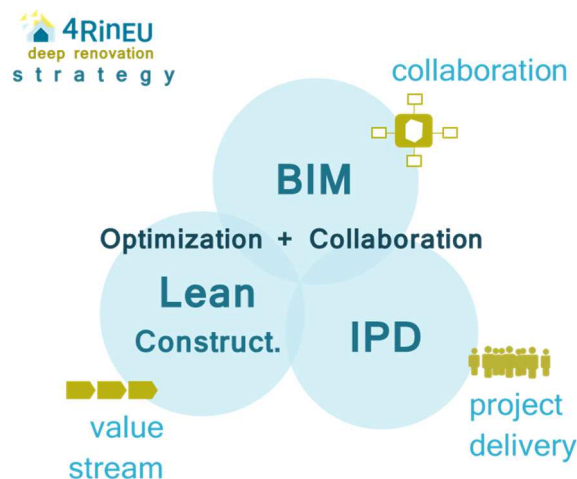 4RinEU
deep renovation
strategy
collaboration
BIM
Optimization + Collaboration
Lean
Construct.
IPD
value
stream
project
delivery